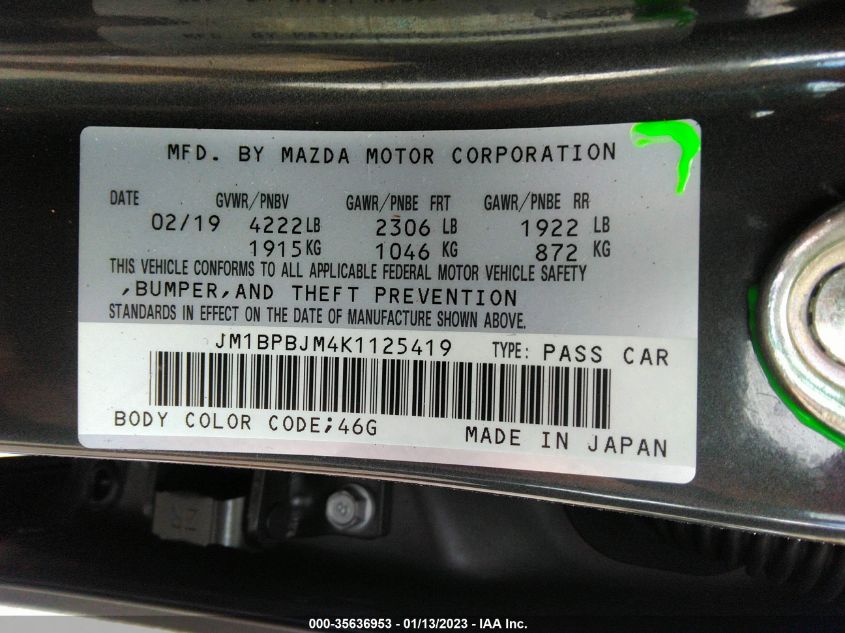 MFD. BY MAZDA MOTOR CORPORATION
DATE GVWR/PNBV GAWR/PNBE FRT GAWR/PNBE RR
02/19 4222LB 2306 LB 1922 LB
1915KG 1046 KG 872 KG
THIS VEHICLE CONFORMS TO ALL APPLICABLE FEDERAL MOTOR VEHICLE SAFETY
,BUMPER,AND THEFT PREVENTION
STANDARDS IN EFFECT ON THE DATE OF MANUFACTURE SHOWN ABOVE.
JM1BPBJM4K1125419 TYPE: PASS CAR
BODY COLOR CODE;46G MADE IN JAPAN
000-35636953 - 01/13/2023 - IAA Inc.